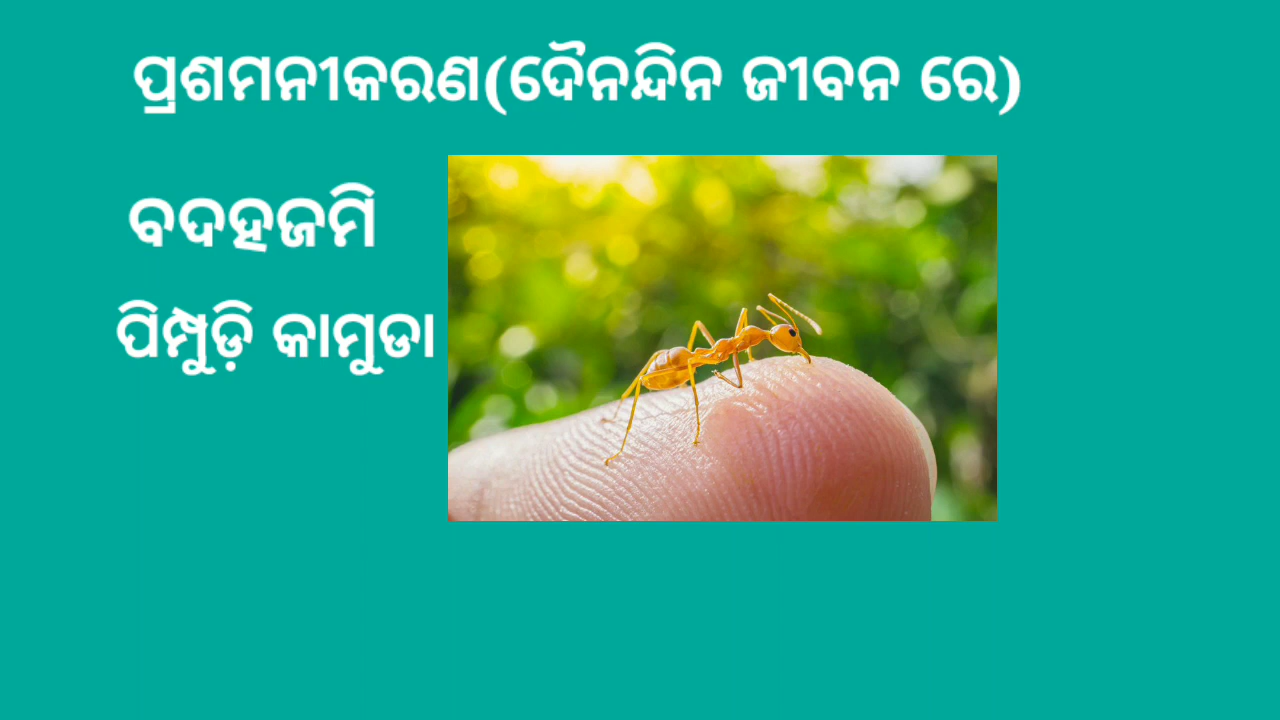 ପ୍ରଶମନୀକରଣ(ଦୈନନ୍ଦିନ ଜୀବନ ରେ)
ବଦହଜମି
ପିମ୍ପୁଡ଼ି କାମୁଡା